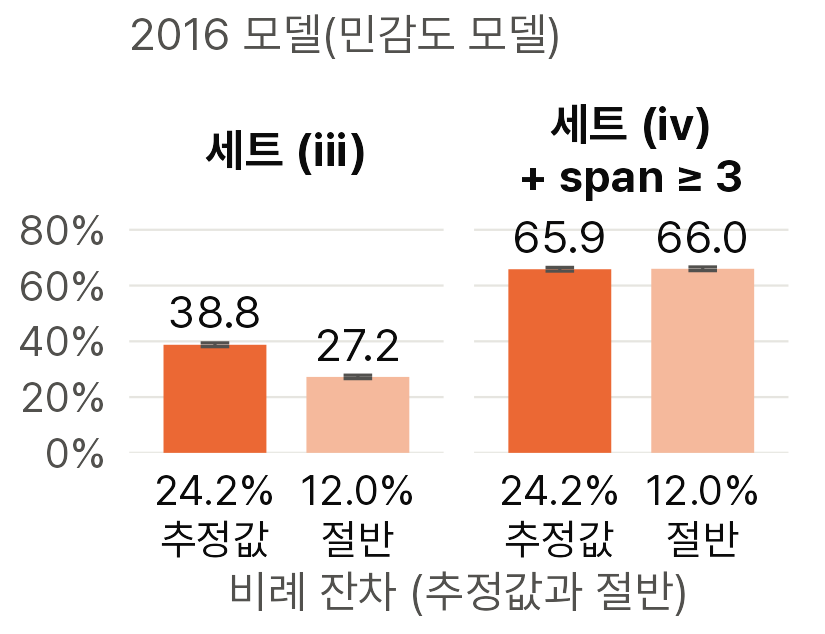 2016 모델(민감도 모델)
세트 (iii)
세트 (iv)
+ span ≥ 3
80%
60%
40%
20%
0%
38.8
27.2
65.9
66.0
24.2%
추정값
12.0%
절반
24.2%
추정값
12.0%
절반
비례 잔차 (추정값과 절반)